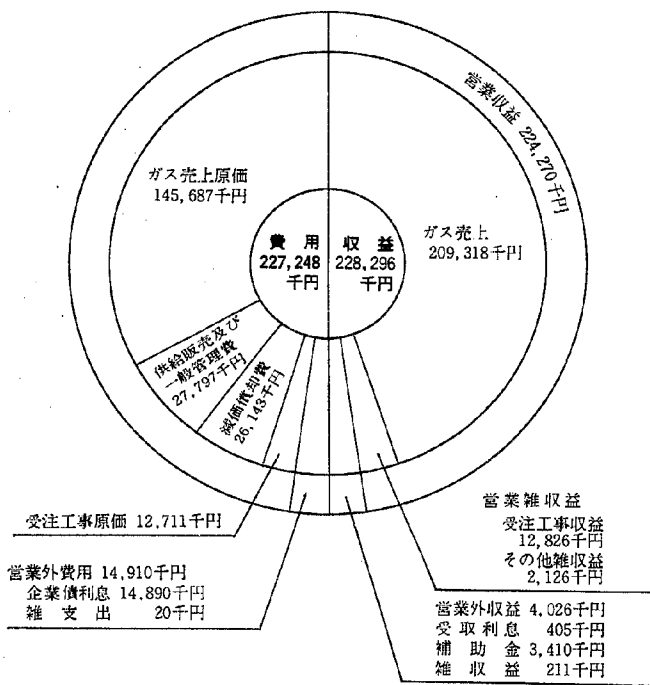 営業収益 224,270千円
ガス売上原価
145,687千円
ガス売上
209,318千円
費用
227,248
千円
収益
228,296
千円
供給販売及び
一般管理費
27,797千円
減価償却費
26,143千円
受注工事原価 12,711千円
営業外費用 14,910千円
企業債利息 14,890千円
雑支出 20千円
営業雑収益
受注工事収益
12,826千円
その他雑収益
2,126千円
営業外収益 4,026千円
受取利息 405千円
補助金 3,410千円
雑収益 211千円